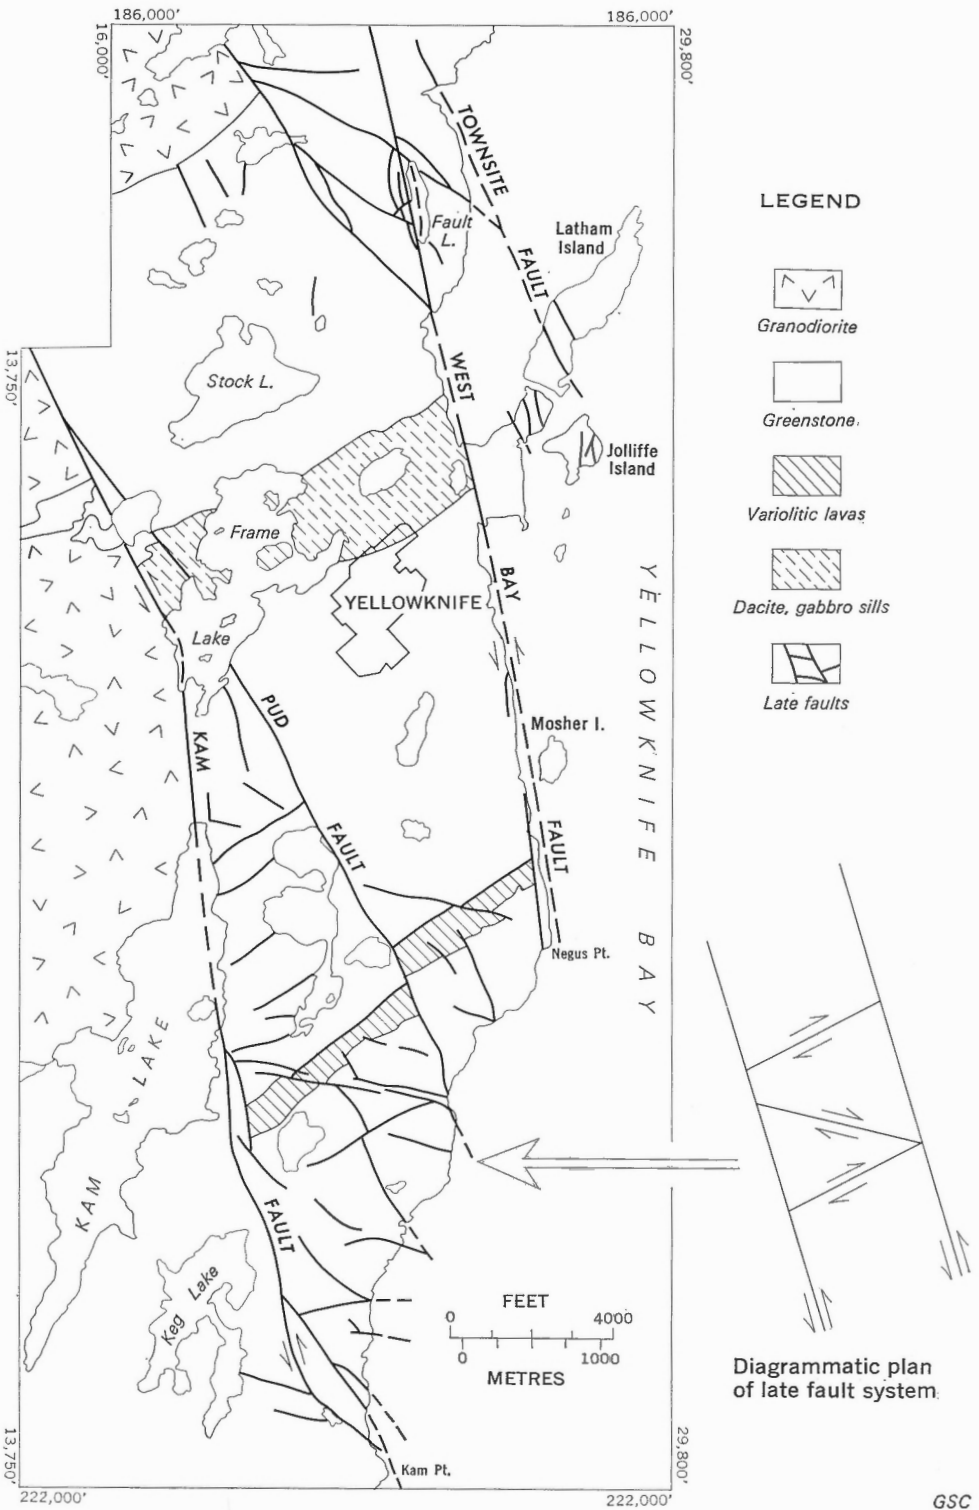 186,000'
186,000'
16,000'
29,800'
TOWNSITE
FAULT
Fault
L.
Latham
Island
LEGEND
Granodiorite
Greenstone
Variolitic lavas
Dacite, gabbro sills
Late faults
13,750'
Stock L.
WEST
BAY
FAULT
Jolliffe
Island
Frame
Lake
YELLOWKNIFE
YELLOWKNIFE BAY
Mosher I.
PUD
FAULT
KAM
FAULT
Negus Pt.
KAM
LAKE
Keg Lake
FEET
0 4000
0 1000
METRES
Diagrammatic plan
of late fault system
13,750'
29,800'
Kam Pt.
222,000'
222,000'
GSC